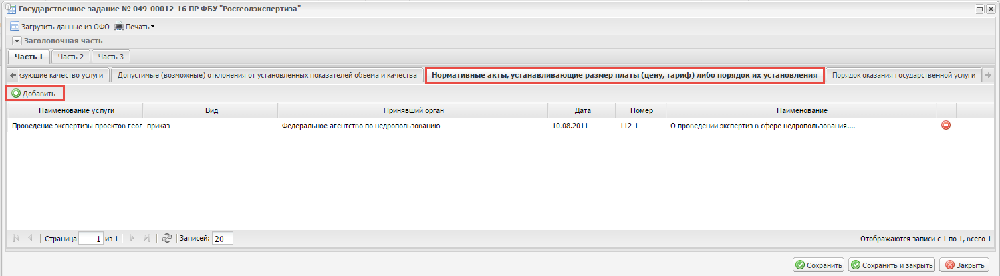 Государственное задание № 049-00012-16 ПР ФБУ "Росгеолэкспертиза"
Загрузить данные из ОФО Печать
Заголовочная часть
Часть 1 Часть 2 Часть 3
изующие качество услуги Допустимые (возможные) отклонения от установленных показателей объема и качества Нормативные акты, устанавливающие размер платы (цену, тариф) либо порядок их установления Порядок оказания государственной услуги
Добавить
Наименование услуги Вид Принявший орган Дата Номер Наименование
Проведение экспертизы проектов геол приказ Федеральное агентство по недропользованию 10.08.2011 112-1 О проведении экспертиз в сфере недропользования....
Страница 1 из 1 Записей: 20 Отображаются записи с 1 по 1, всего 1
Сохранить Сохранить и закрыть Закрыть